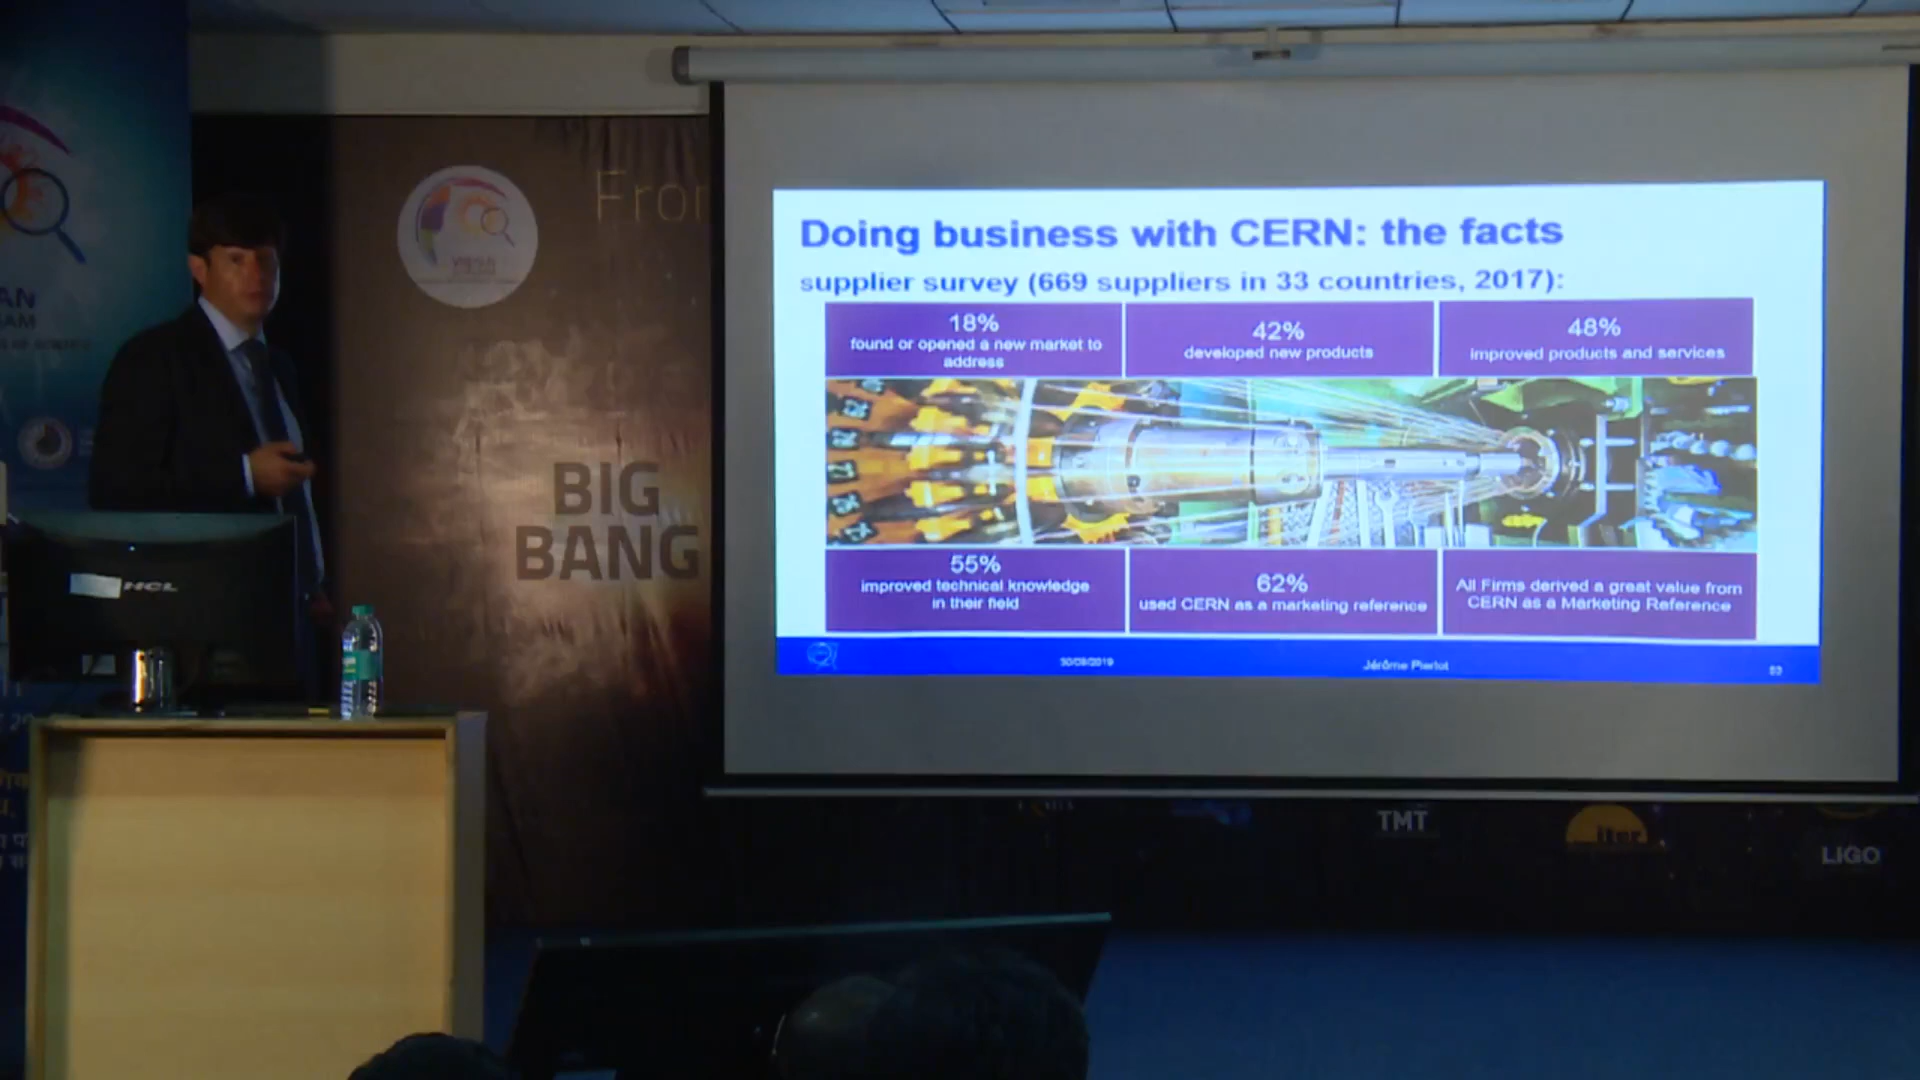 Doing business with CERN: the facts
supplier survey (669 suppliers in 33 countries, 2017):
18%
found or opened a new market to
address
42%
developed new products
48%
improved products and services
55%
improved technical knowledge
in their field
62%
used CERN as a marketing reference
All Firms derived a great value from
CERN as a Marketing Reference
Jérôme Pierlot
53
Fron
BIG
BANG
HCL
TMT
iter
LIGO